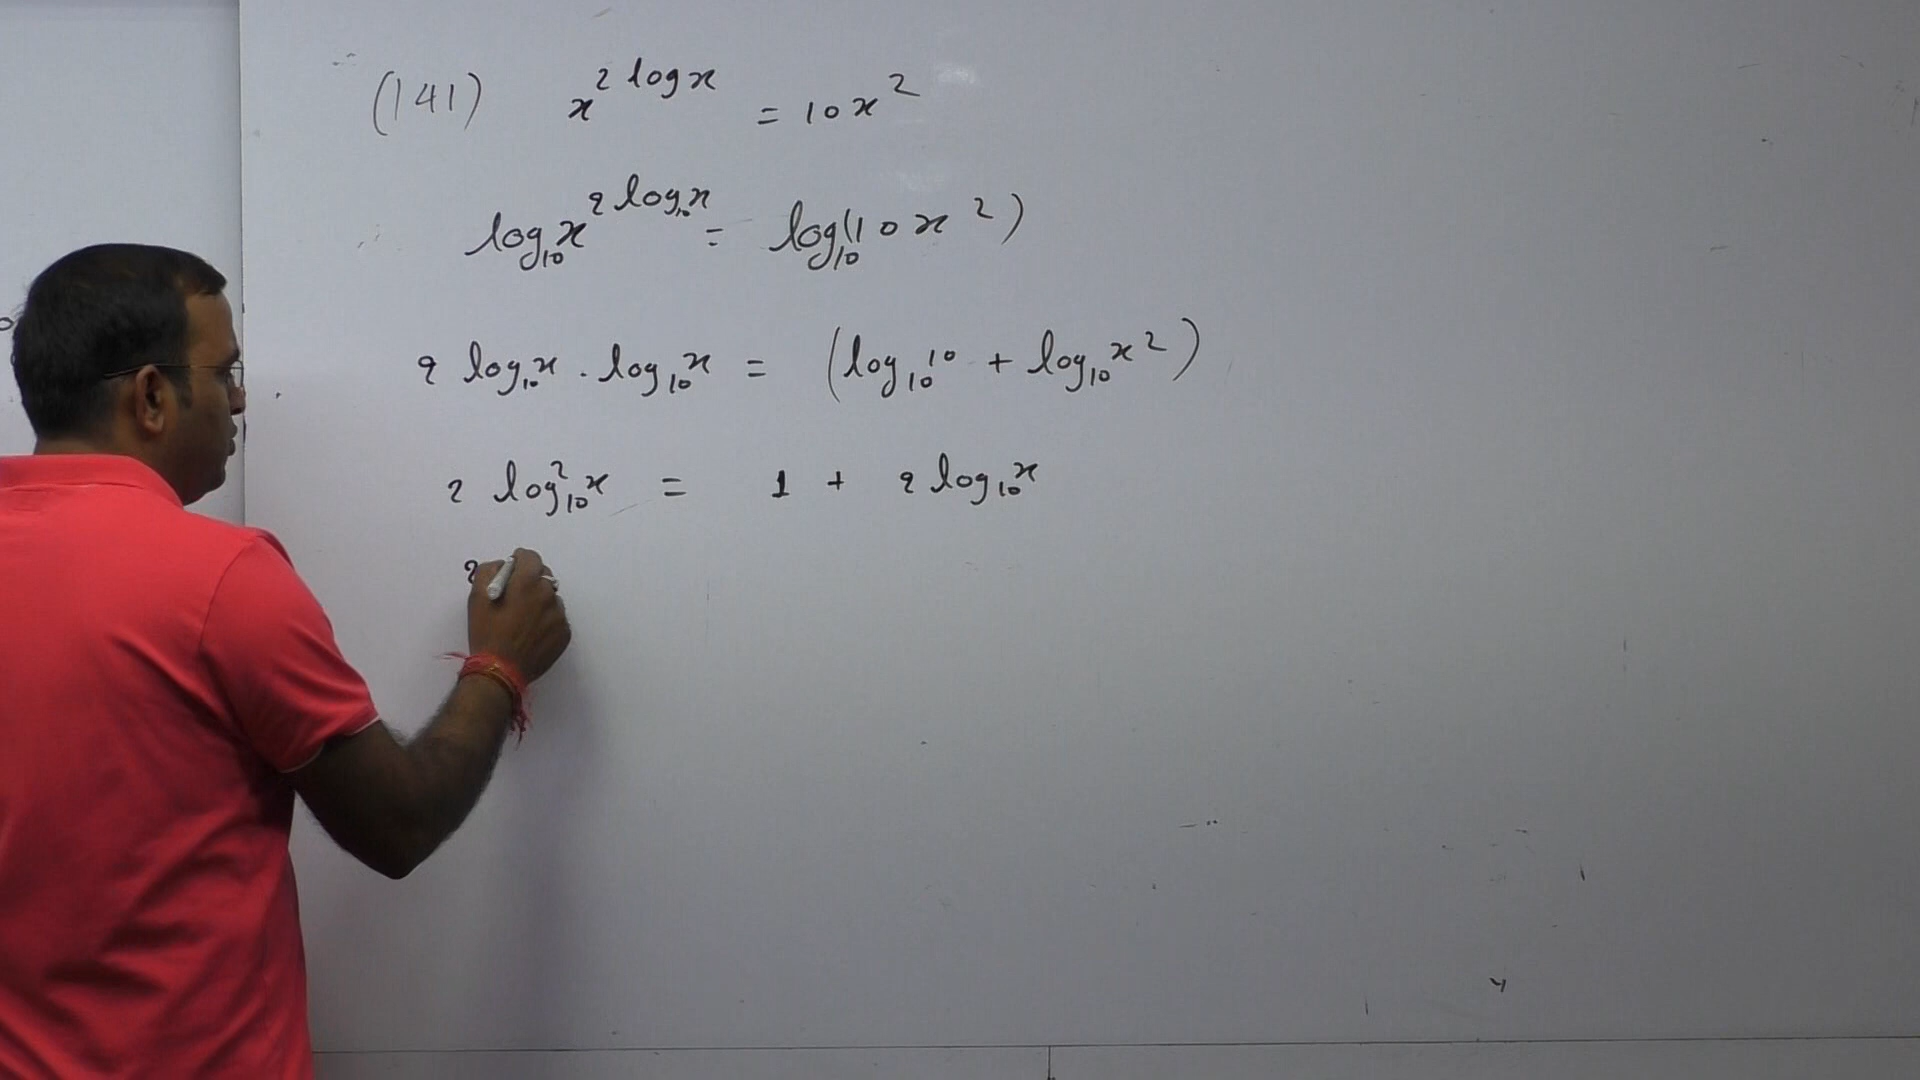 (141) x^{2 log x} = 10x^2
log_{10} x^{2 log_{10} x} = log_{10}(10x^2)
2 log_{10} x . log_{10} x = (log_{10} 10 + log_{10} x^2)
2 log^2_{10} x = 1 + 2 log_{10} x
2